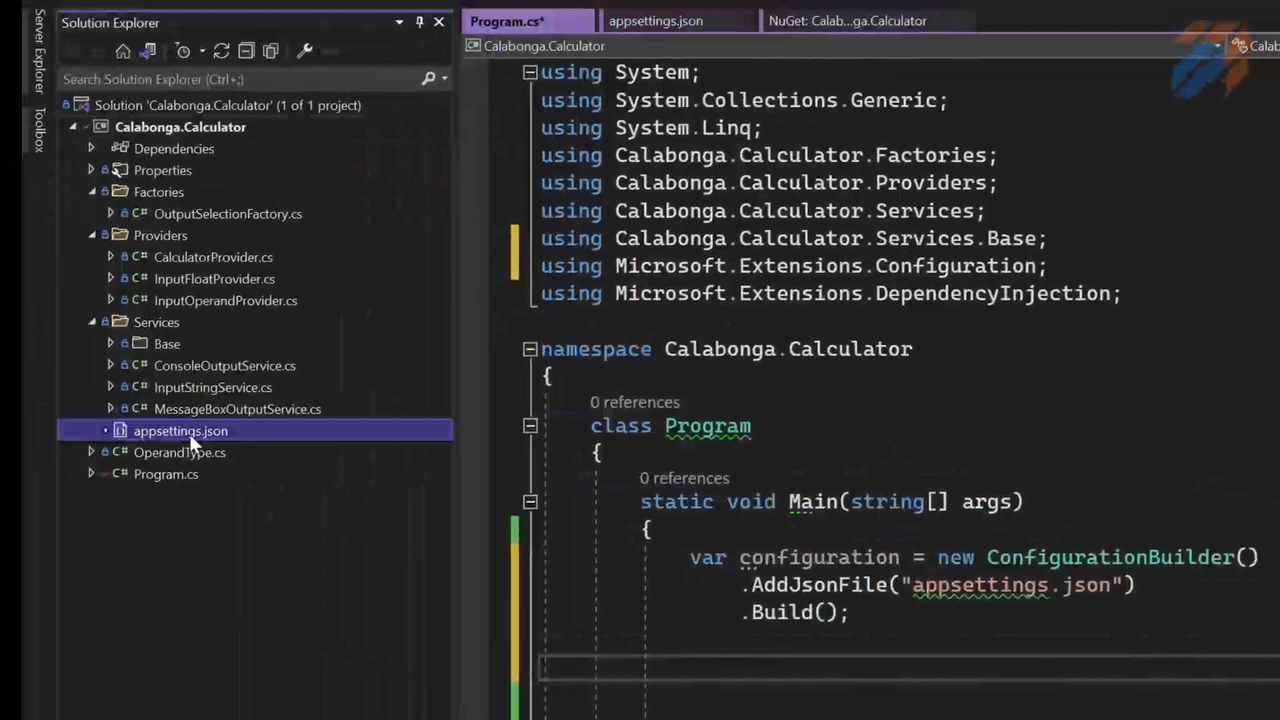 Server Explorer
Toolbox
Solution Explorer
Search Solution Explorer (Ctrl+;)
Solution 'Calabonga.Calculator' (1 of 1 project)
Calabonga.Calculator
Dependencies
Properties
Factories
C# OutputSelectionFactory.cs
Providers
C# CalculatorProvider.cs
C# InputFloatProvider.cs
C# InputOperandProvider.cs
Services
Base
C# ConsoleOutputService.cs
C# InputStringService.cs
C# MessageBoxOutputService.cs
appsettings.json
C# OperandType.cs
C# Program.cs
Program.cs* appsettings.json NuGet: Calab...ga.Calculator
Calabonga.Calculator Calab
using System;
using System.Collections.Generic;
using System.Linq;
using Calabonga.Calculator.Factories;
using Calabonga.Calculator.Providers;
using Calabonga.Calculator.Services;
using Calabonga.Calculator.Services.Base;
using Microsoft.Extensions.Configuration;
using Microsoft.Extensions.DependencyInjection;
namespace Calabonga.Calculator
{
0 references
class Program
{
0 references
static void Main(string[] args)
{
var configuration = new ConfigurationBuilder()
.AddJsonFile("appsettings.json")
.Build();